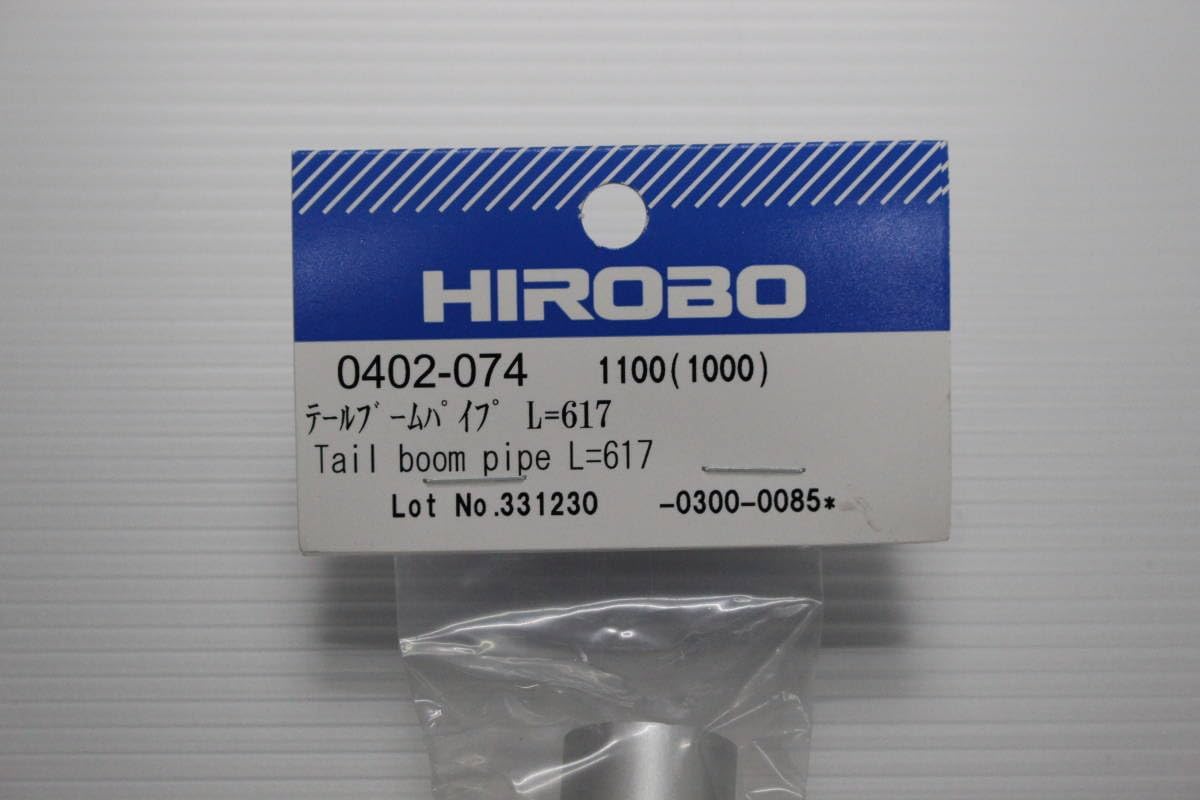 HIROBO
0402-074 1100(1000)
ﾃｰﾙﾌﾞｰﾑﾊﾟｲﾌﾟ L=617
Tail boom pipe L=617
Lot No.331230 -0300-0085*